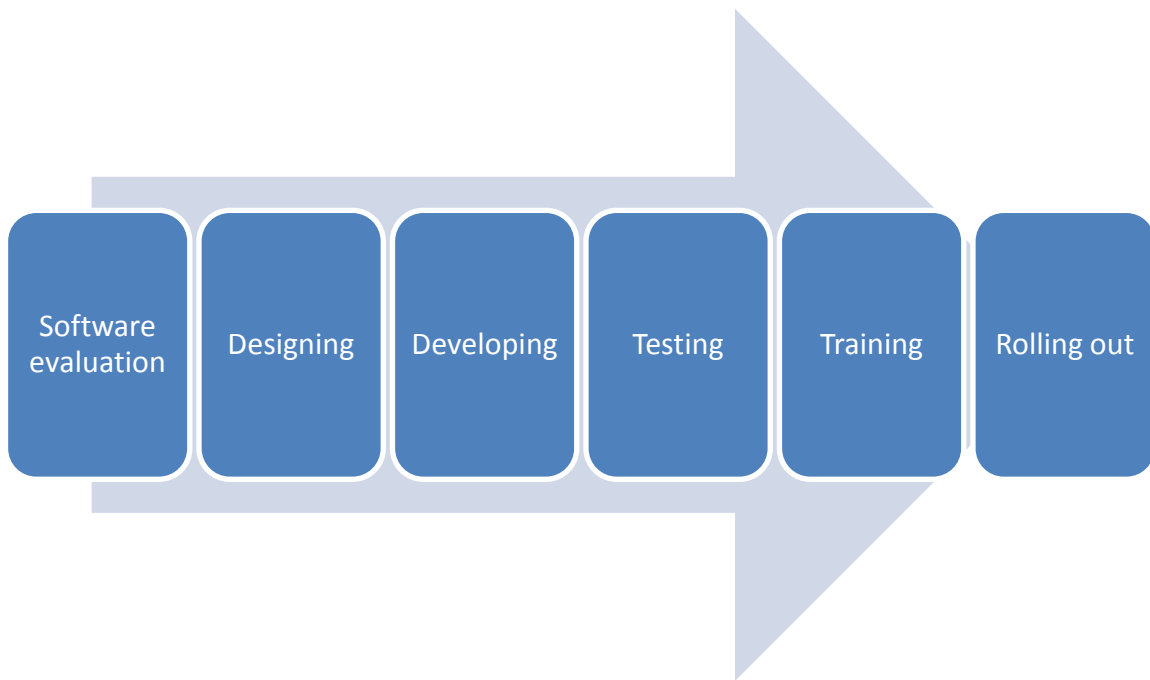 Software
evaluation
Designing
Developing
Testing
Training
Rolling out